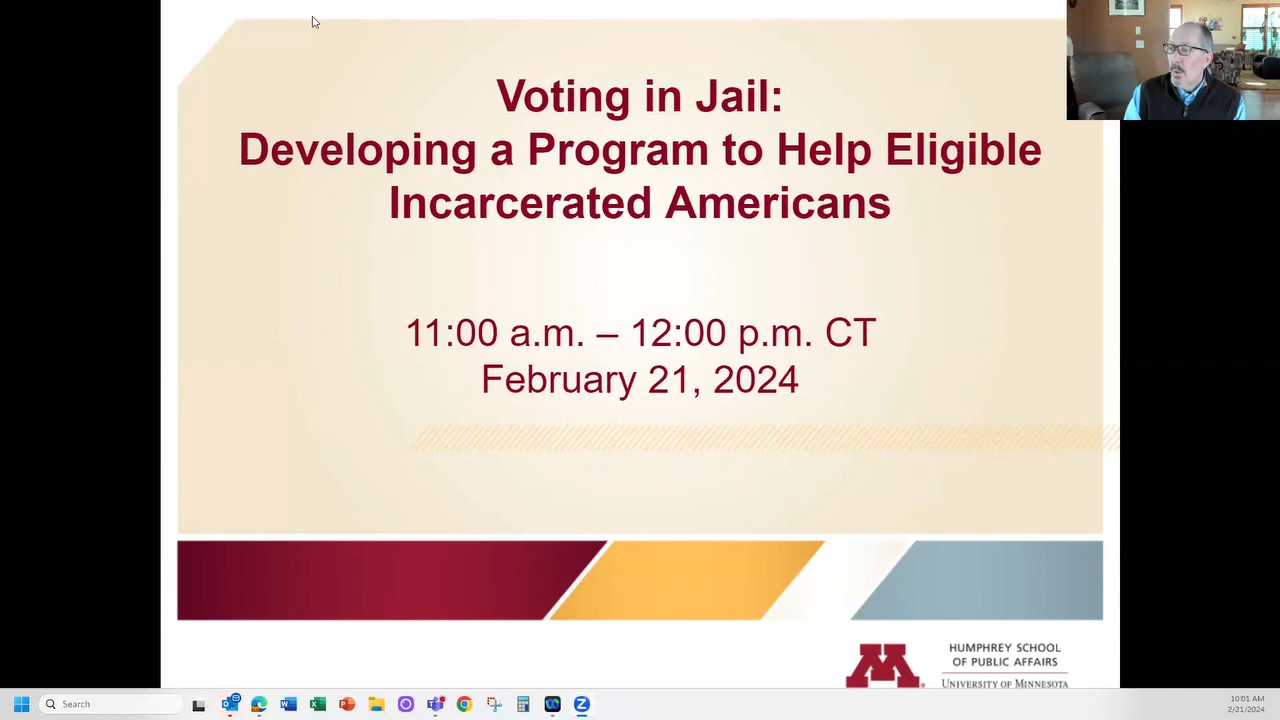 Voting in Jail:
Developing a Program to Help Eligible
Incarcerated Americans
11:00 a.m. – 12:00 p.m. CT
February 21, 2024
M
HUMPHREY SCHOOL
OF PUBLIC AFFAIRS
UNIVERSITY OF MINNESOTA
Search
10:01 AM
2/21/2024